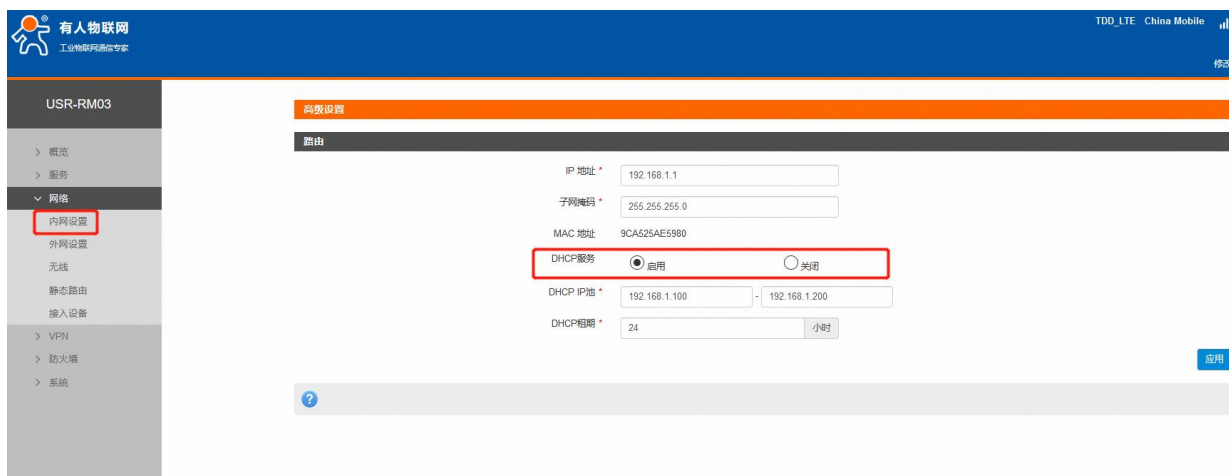 有人物联网
工业物联网通信专家
TDD_LTE China Mobile
修改
USR-RM03
概览
服务
网络
内网设置
外网设置
无线
静态路由
接入设备
VPN
防火墙
系统
高级设置
路由
IP 地址 * 192.168.1.1
子网掩码 * 255.255.255.0
MAC 地址 9CA525AE5980
DHCP服务 启用 关闭
DHCP IP池 * 192.168.1.100 - 192.168.1.200
DHCP租期 * 24 小时
应用